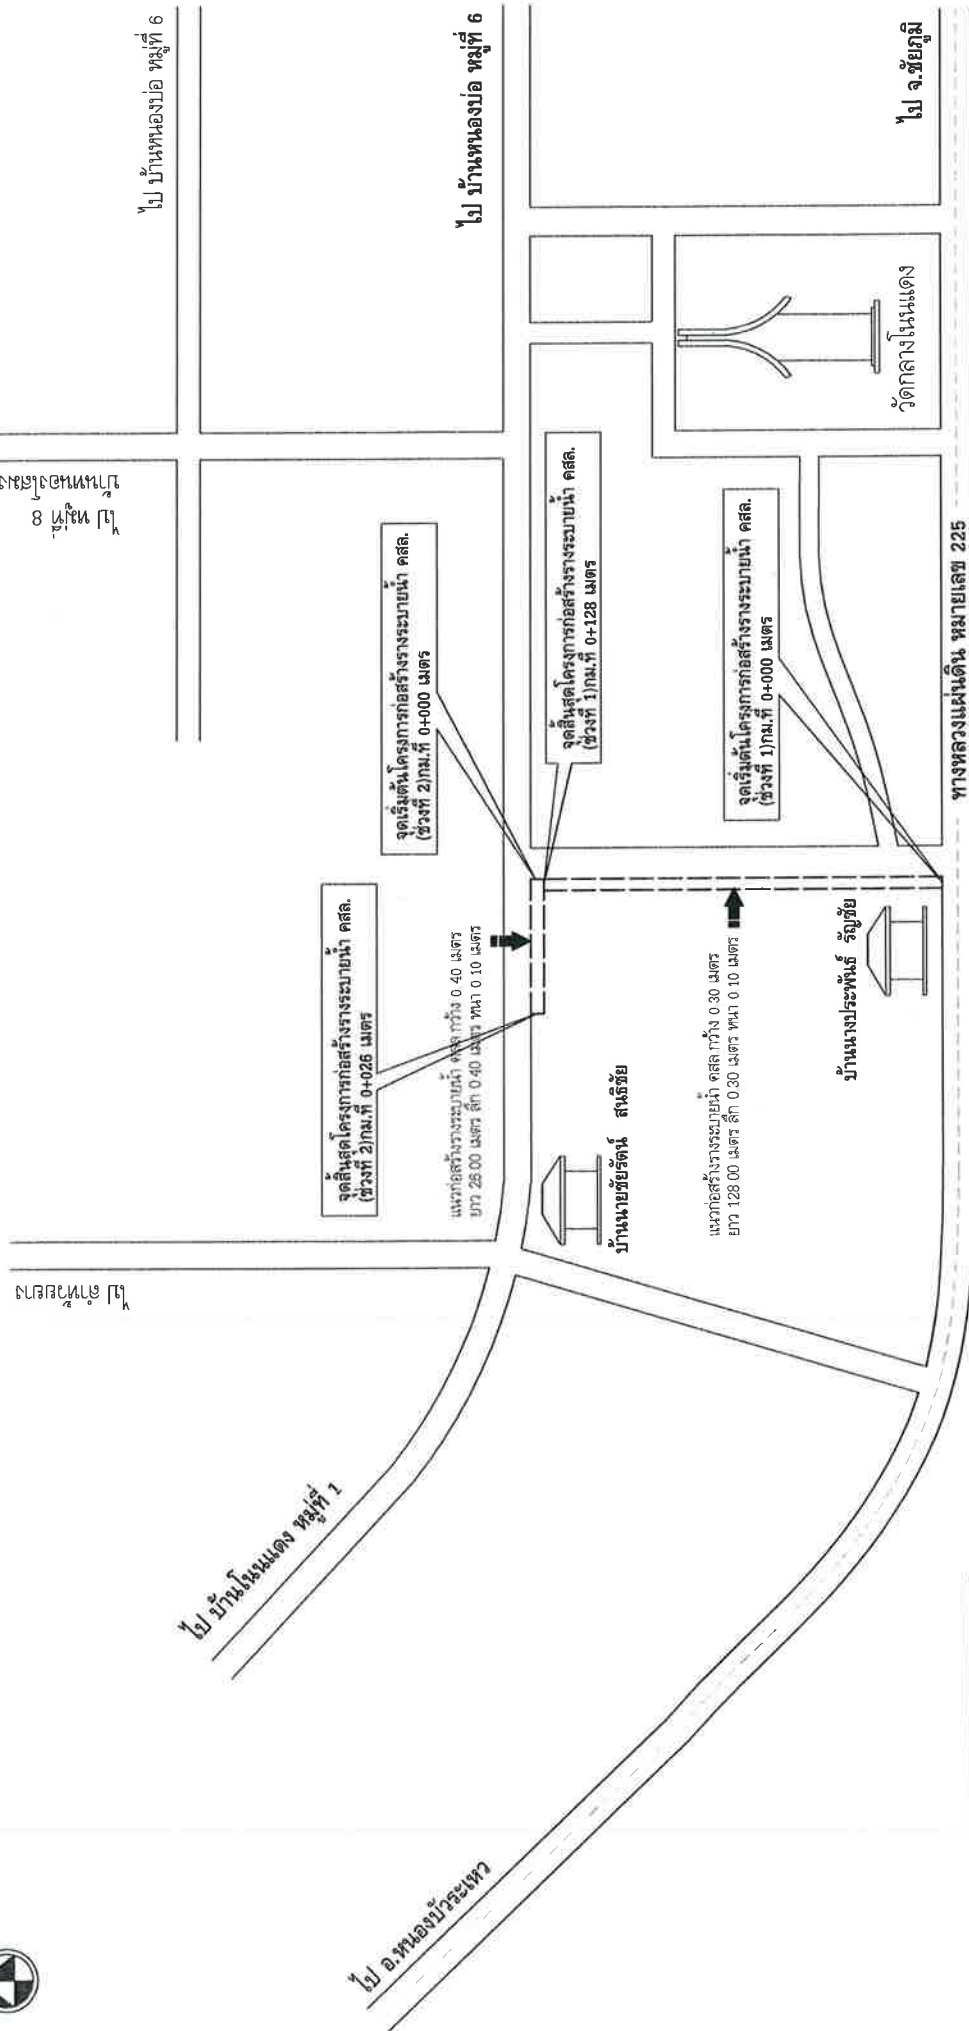 ไป บ้านหนองบ่อ หมู่ที่ 6
ไป บ้านหนองบ่อ หมู่ที่ 6
ไป จ.ชัยภูมิ
ไป หมู่ที่ 8
วัดกลางโนนแดง
จุดเริ่มต้นโครงการก่อสร้างรางระบายน้ำ คสล.
(ช่วงที่ 2)กม.ที่ 0+000 เมตร
จุดสิ้นสุดโครงการก่อสร้างรางระบายน้ำ คสล.
(ช่วงที่ 1)กม.ที่ 0+128 เมตร
จุดเริ่มต้นโครงการก่อสร้างรางระบายน้ำ คสล.
(ช่วงที่ 1)กม.ที่ 0+000 เมตร
ทางหลวงแผ่นดิน หมายเลข 225
จุดสิ้นสุดโครงการก่อสร้างรางระบายน้ำ คสล.
(ช่วงที่ 2)กม.ที่ 0+026 เมตร
แนวก่อสร้างรางระบายน้ำ คสล กว้าง 0.40 เมตร
ยาว 26.00 เมตร ลึก 0.40 เมตร หนา 0.10 เมตร
แนวก่อสร้างรางระบายน้ำ คสล.กว้าง 0.30 เมตร
ยาว 128.00 เมตร ลึก 0.30 เมตร หนา 0.10 เมตร
บ้านนางประพันธ์ รัญชัย
บ้านนายชัยรัตน์ สนธิชัย
ไป ลำห้วยยาง
ไป บ้านโนนแดง หมู่ที่ 1
ไป อ.หนองบัวระเหว